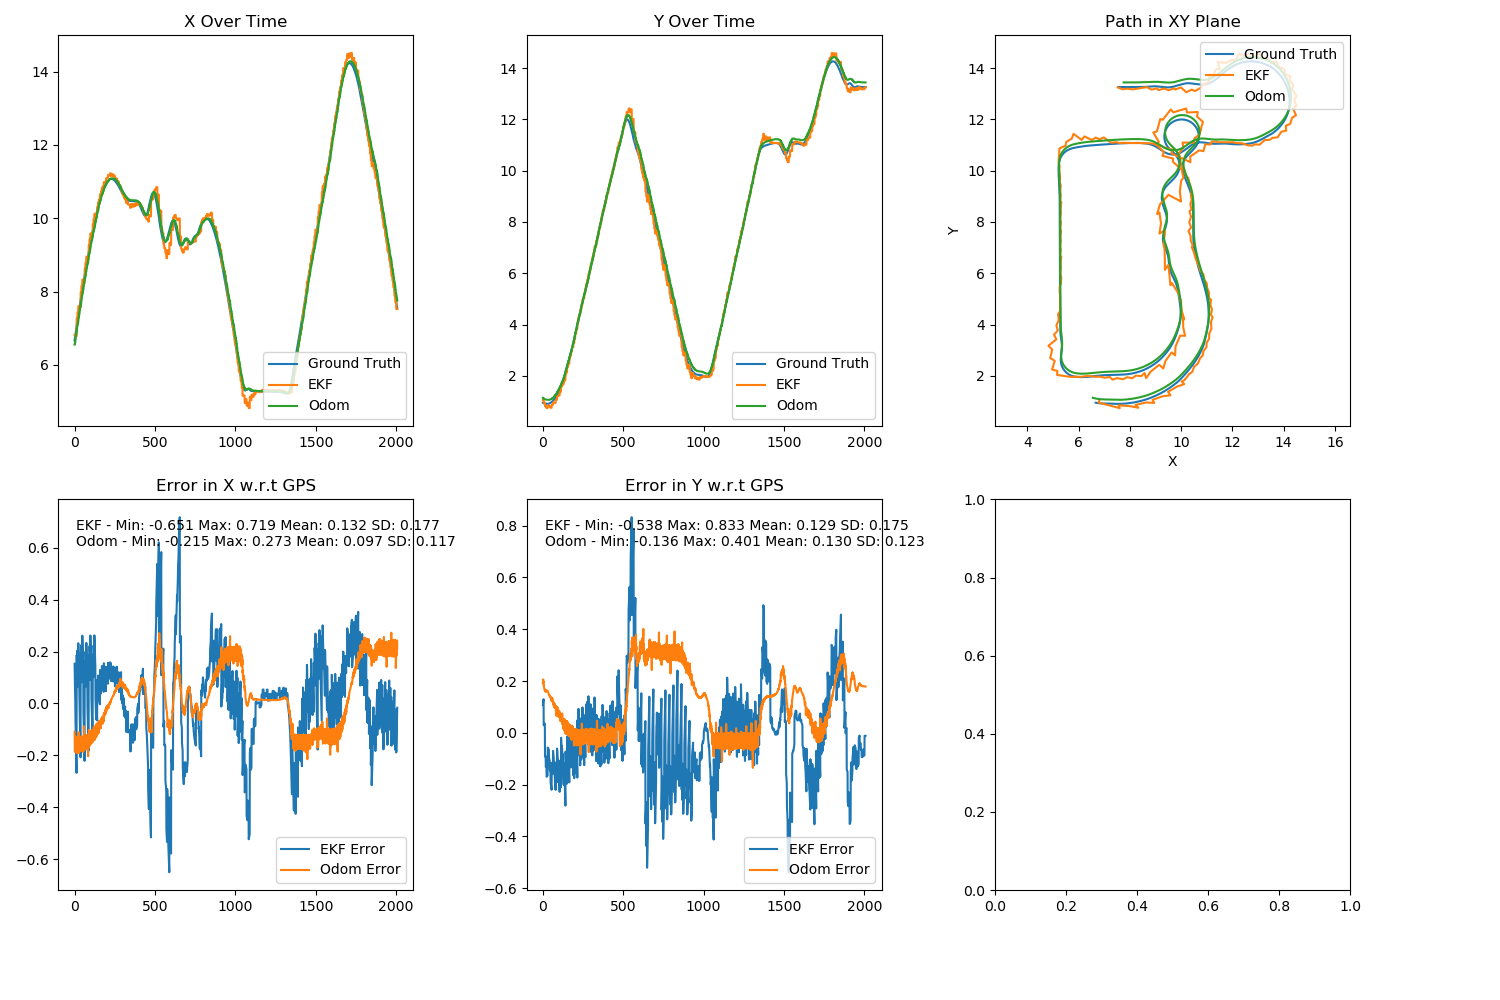 X Over Time
14
12
10
8
6
0 500 1000 1500 2000
Ground Truth
EKF
Odom
Y Over Time
14
12
10
8
6
4
2
0 500 1000 1500 2000
Ground Truth
EKF
Odom
Path in XY Plane
Y
14
12
10
8
6
4
2
4 6 8 10 12 14 16
X
Ground Truth
EKF
Odom
Error in X w.r.t GPS
EKF - Min: -0.651 Max: 0.719 Mean: 0.132 SD: 0.177
Odom - Min: -0.215 Max: 0.273 Mean: 0.097 SD: 0.117
0.6
0.4
0.2
0.0
−0.2
−0.4
−0.6
0 500 1000 1500 2000
EKF Error
Odom Error
Error in Y w.r.t GPS
EKF - Min: -0.538 Max: 0.833 Mean: 0.129 SD: 0.175
Odom - Min: -0.136 Max: 0.401 Mean: 0.130 SD: 0.123
0.8
0.6
0.4
0.2
0.0
−0.2
−0.4
−0.6
0 500 1000 1500 2000
EKF Error
Odom Error
1.0
0.8
0.6
0.4
0.2
0.0
0.0 0.2 0.4 0.6 0.8 1.0